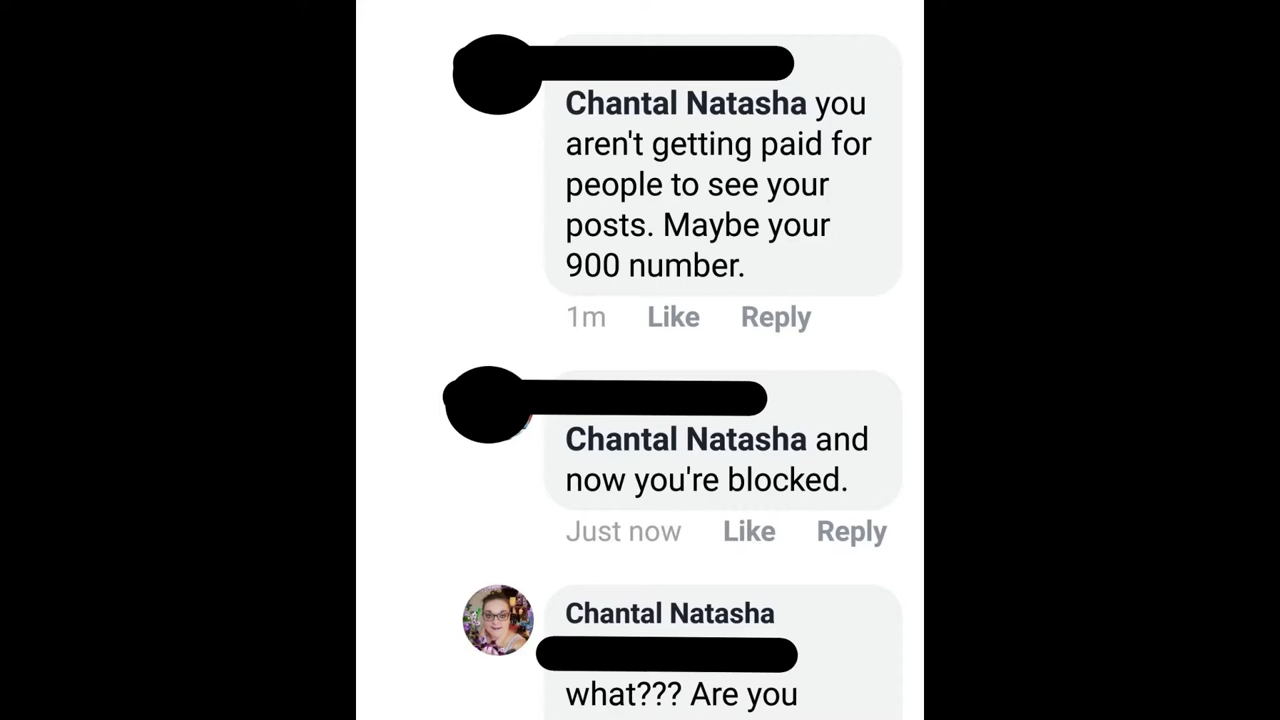 Chantal Natasha you
aren't getting paid for
people to see your
posts. Maybe your
900 number.
1m Like Reply
Chantal Natasha and
now you're blocked.
Just now Like Reply
Chantal Natasha
what??? Are you